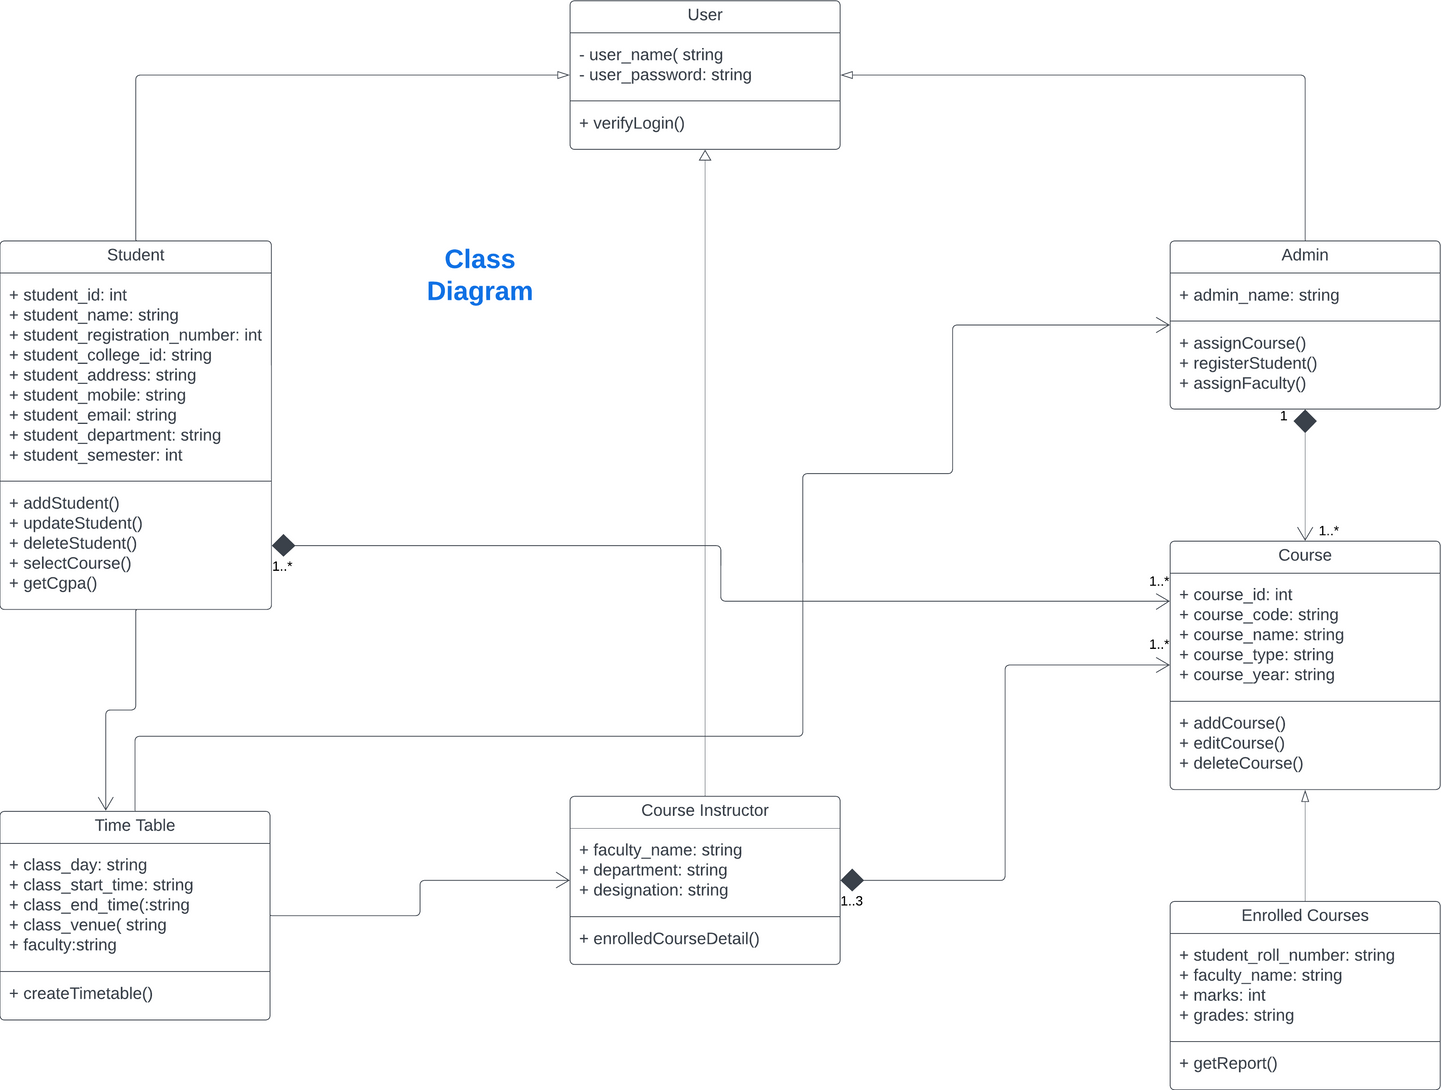 User
- user_name( string
- user_password: string
+ verifyLogin()
Class
Diagram
Student
+ student_id: int
+ student_name: string
+ student_registration_number: int
+ student_college_id: string
+ student_address: string
+ student_mobile: string
+ student_email: string
+ student_department: string
+ student_semester: int
+ addStudent()
+ updateStudent()
+ deleteStudent()
+ selectCourse()
+ getCgpa()
1..*
Admin
+ admin_name: string
+ assignCourse()
+ registerStudent()
+ assignFaculty()
1
1..*
Course
1..*
+ course_id: int
+ course_code: string
+ course_name: string
1..*
+ course_type: string
+ course_year: string
+ addCourse()
+ editCourse()
+ deleteCourse()
Time Table
+ class_day: string
+ class_start_time: string
+ class_end_time(:string
+ class_venue( string
+ faculty:string
+ createTimetable()
Course Instructor
+ faculty_name: string
+ department: string
+ designation: string
1..3
+ enrolledCourseDetail()
Enrolled Courses
+ student_roll_number: string
+ faculty_name: string
+ marks: int
+ grades: string
+ getReport()